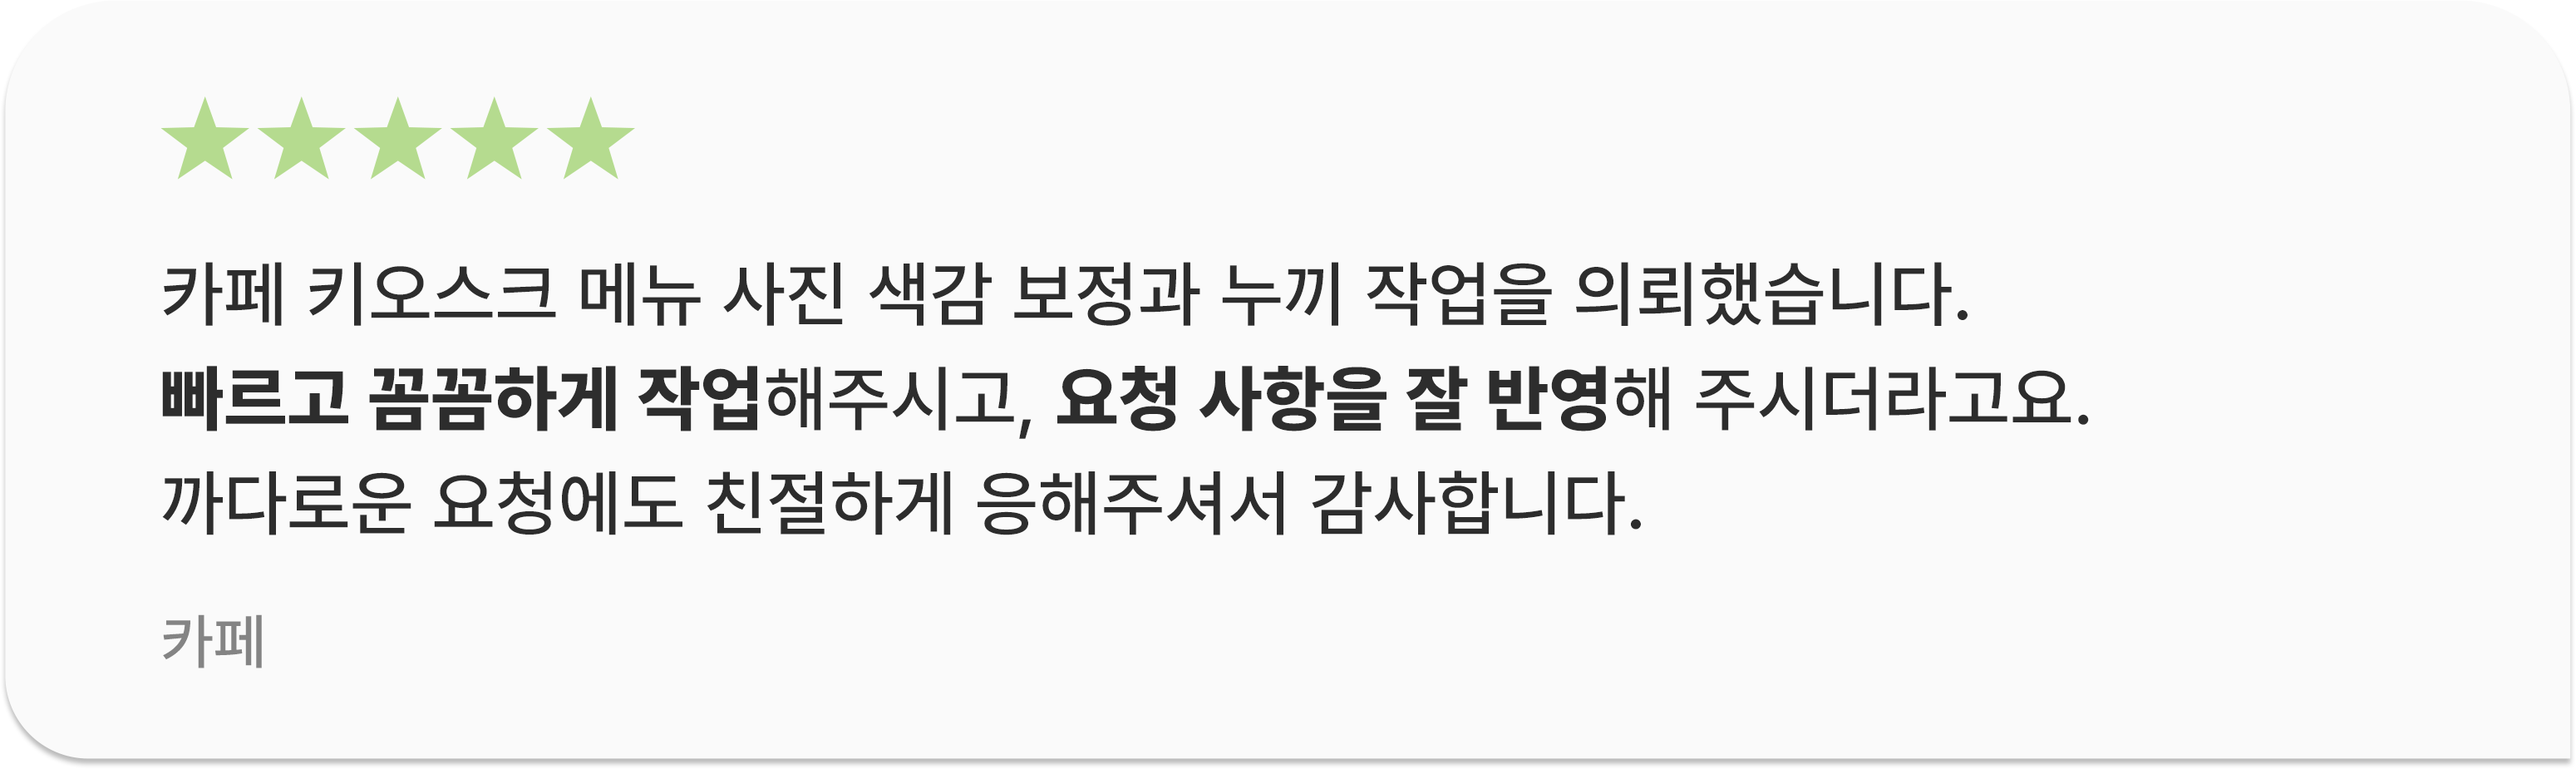 카페 키오스크 메뉴 사진 색감 보정과 누끼 작업을 의뢰했습니다.
빠르고 꼼꼼하게 작업해주시고, 요청 사항을 잘 반영해 주시더라고요.
까다로운 요청에도 친절하게 응해주셔서 감사합니다.
카페